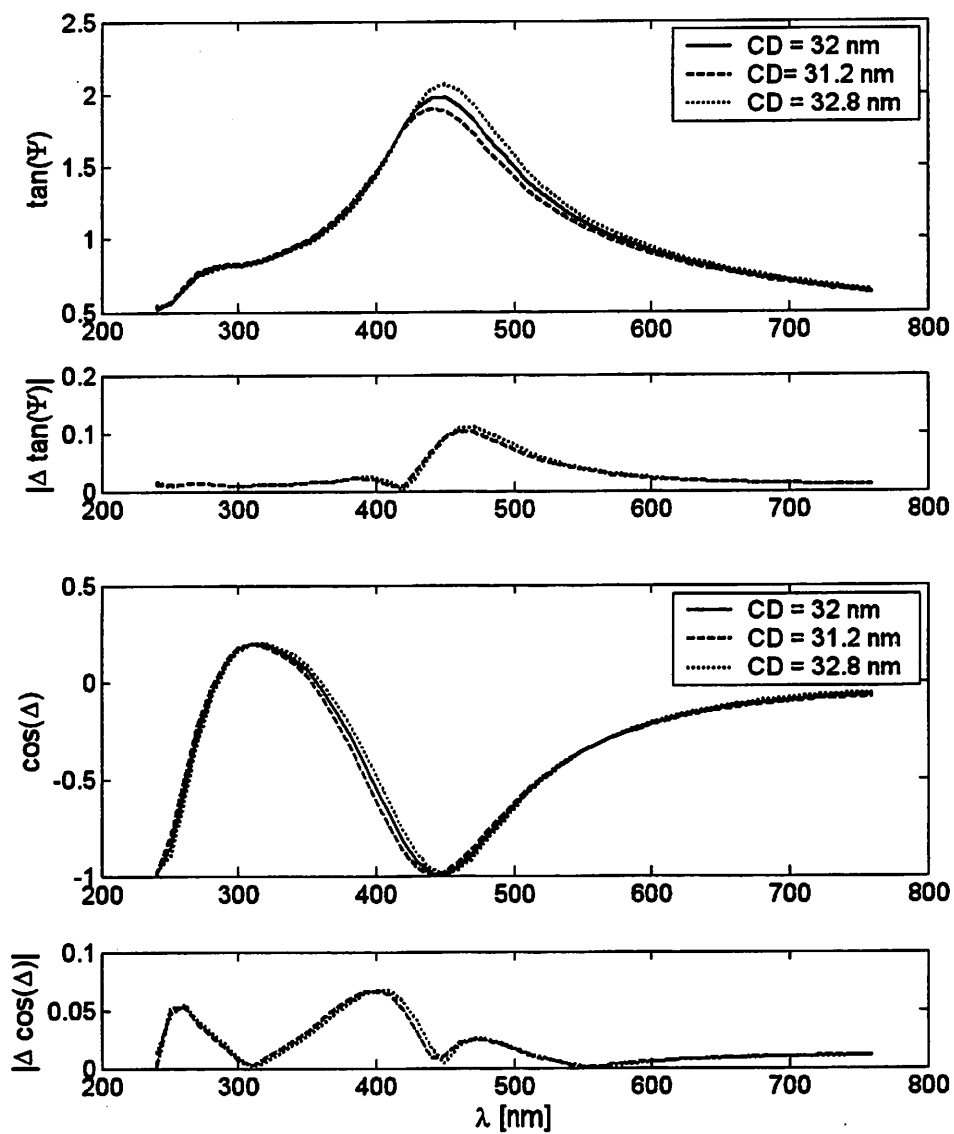 2.5
2
1.5
1
0.5
tan(Ψ)
CD = 32 nm
CD= 31.2 nm
CD = 32.8 nm
200 300 400 500 600 700 800
0.2
0.1
0
|Δ tan(Ψ)|
200 300 400 500 600 700 800
0.5
0
-0.5
-1
cos(Δ)
CD = 32 nm
CD = 31.2 nm
CD = 32.8 nm
200 300 400 500 600 700 800
0.1
0.05
0
|Δ cos(Δ)|
200 300 400 500 600 700 800
λ [nm]